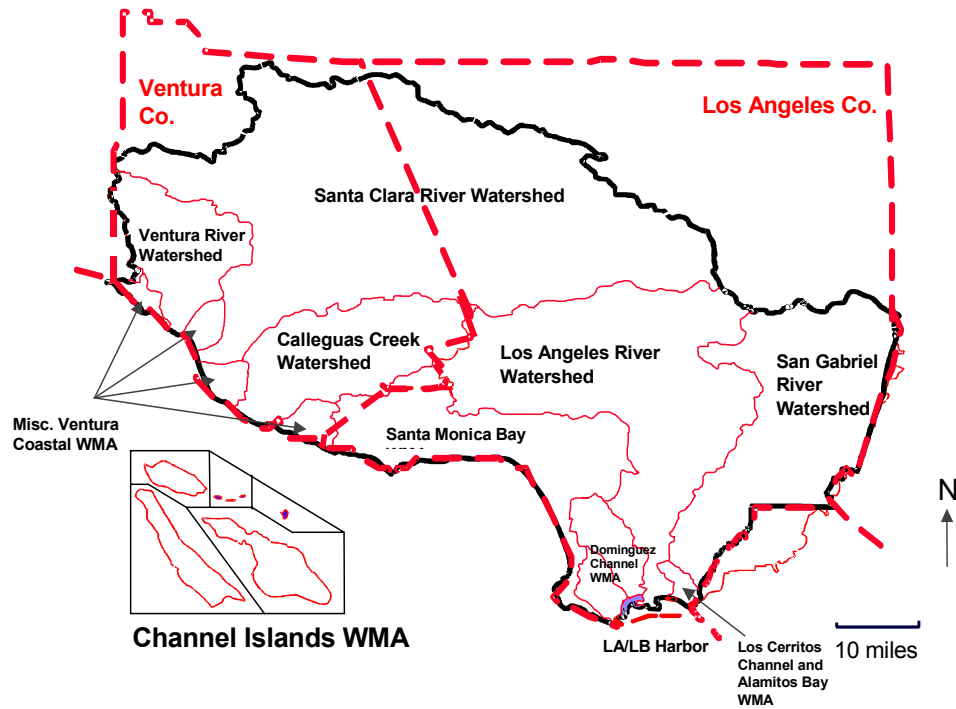 Ventura
Co.
Los Angeles Co.
Santa Clara River Watershed
Ventura River
Watershed
Calleguas Creek
Watershed
Los Angeles River
Watershed
San Gabriel
River
Watershed
Misc. Ventura
Coastal WMA
Santa Monica Bay
N
Dominguez
Channel
WMA
Channel Islands WMA
LA/LB Harbor
Los Cerritos
Channel and
Alamitos Bay
WMA
10 miles